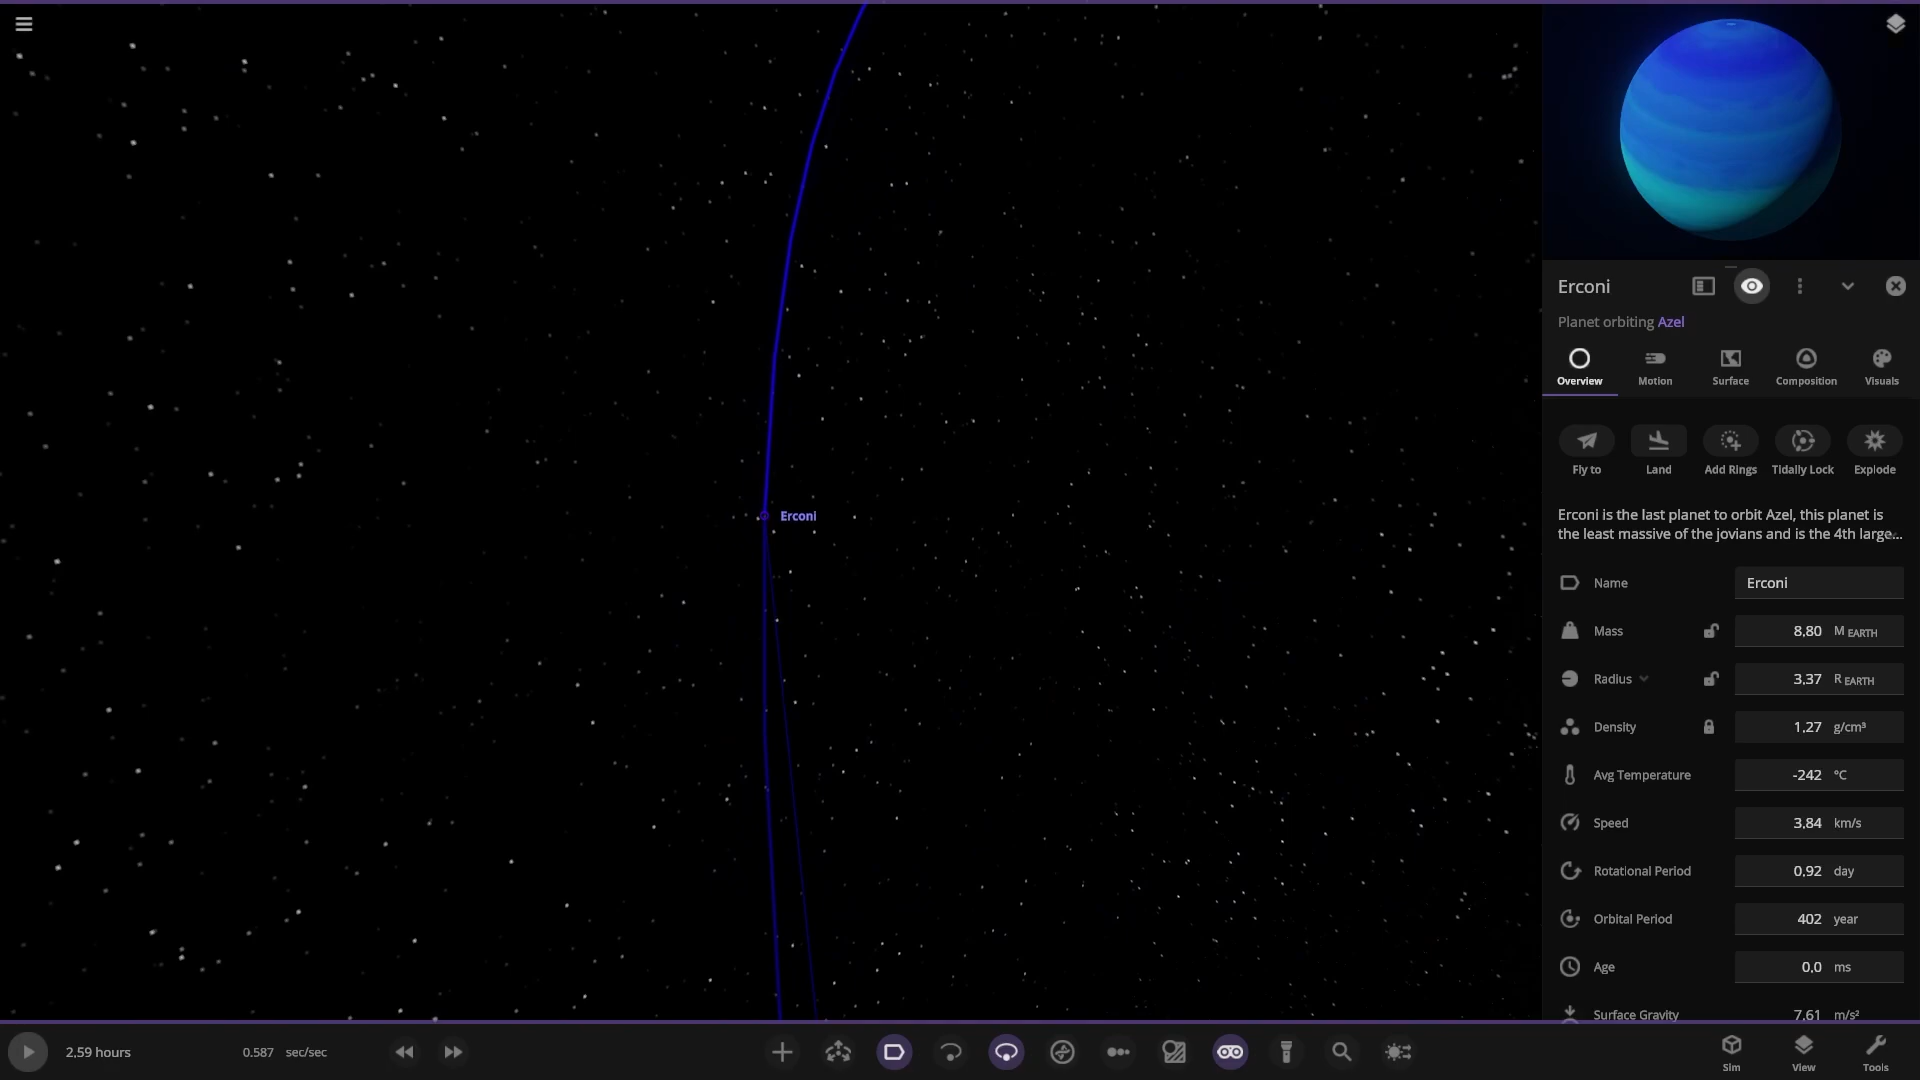 Erconi
Erconi
Planet orbiting Azel
Overview Motion Surface Composition Visuals
Fly to Land Add Rings Tidally Lock Explode
Erconi is the last planet to orbit Azel, this planet is
the least massive of the jovians and is the 4th large...
Name Erconi
Mass 8.80 M EARTH
Radius 3.37 R EARTH
Density 1.27 g/cm³
Avg Temperature -242 °C
Speed 3.84 km/s
Rotational Period 0.92 day
Orbital Period 402 year
Age 0.0 ms
Surface Gravity 7.61 m/s²
2.59 hours 0.587 sec/sec
Sim View Tools